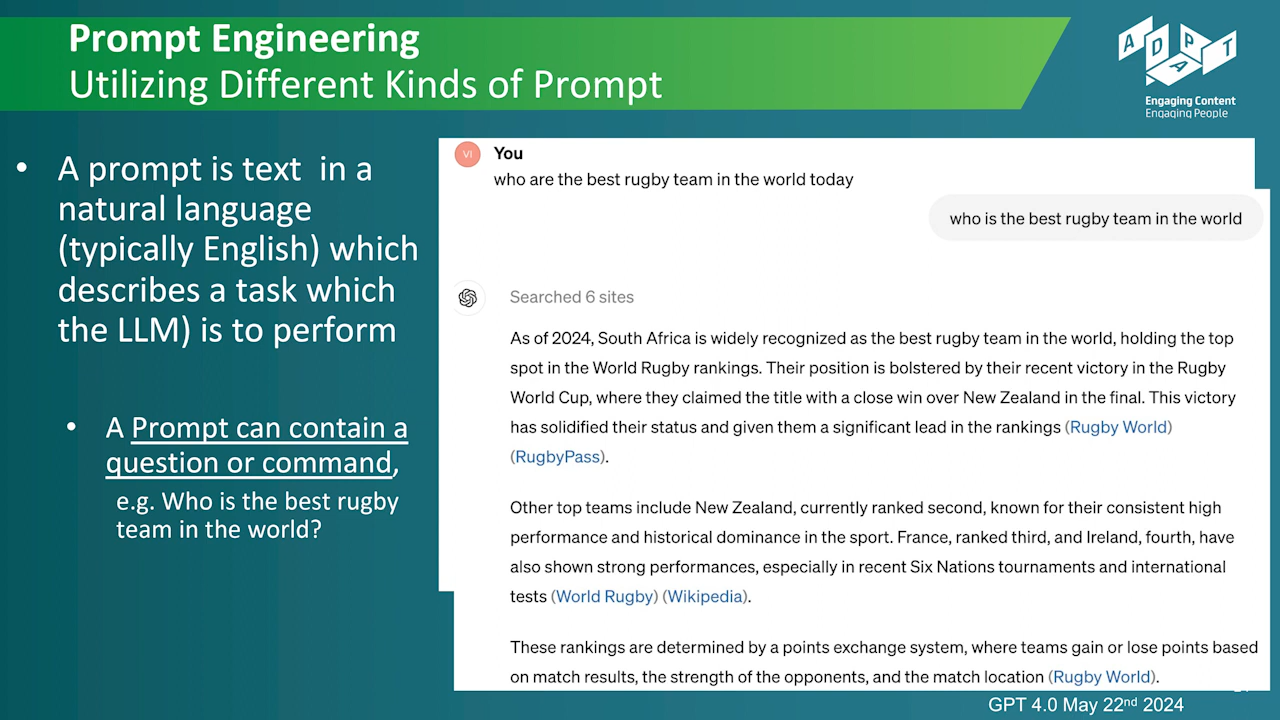 Prompt Engineering
Utilizing Different Kinds of Prompt
ADAPT
Engaging Content
Engaging People
• A prompt is text in a
natural language
(typically English) which
describes a task which
the LLM) is to perform
• A Prompt can contain a
question or command,
e.g. Who is the best rugby
team in the world?
VI
You
who are the best rugby team in the world today
who is the best rugby team in the world
Searched 6 sites
As of 2024, South Africa is widely recognized as the best rugby team in the world, holding the top
spot in the World Rugby rankings. Their position is bolstered by their recent victory in the Rugby
World Cup, where they claimed the title with a close win over New Zealand in the final. This victory
has solidified their status and given them a significant lead in the rankings (Rugby World)
(RugbyPass).
Other top teams include New Zealand, currently ranked second, known for their consistent high
performance and historical dominance in the sport. France, ranked third, and Ireland, fourth, have
also shown strong performances, especially in recent Six Nations tournaments and international
tests (World Rugby) (Wikipedia).
These rankings are determined by a points exchange system, where teams gain or lose points based
on match results, the strength of the opponents, and the match location (Rugby World).
GPT 4.0 May 22nd 2024